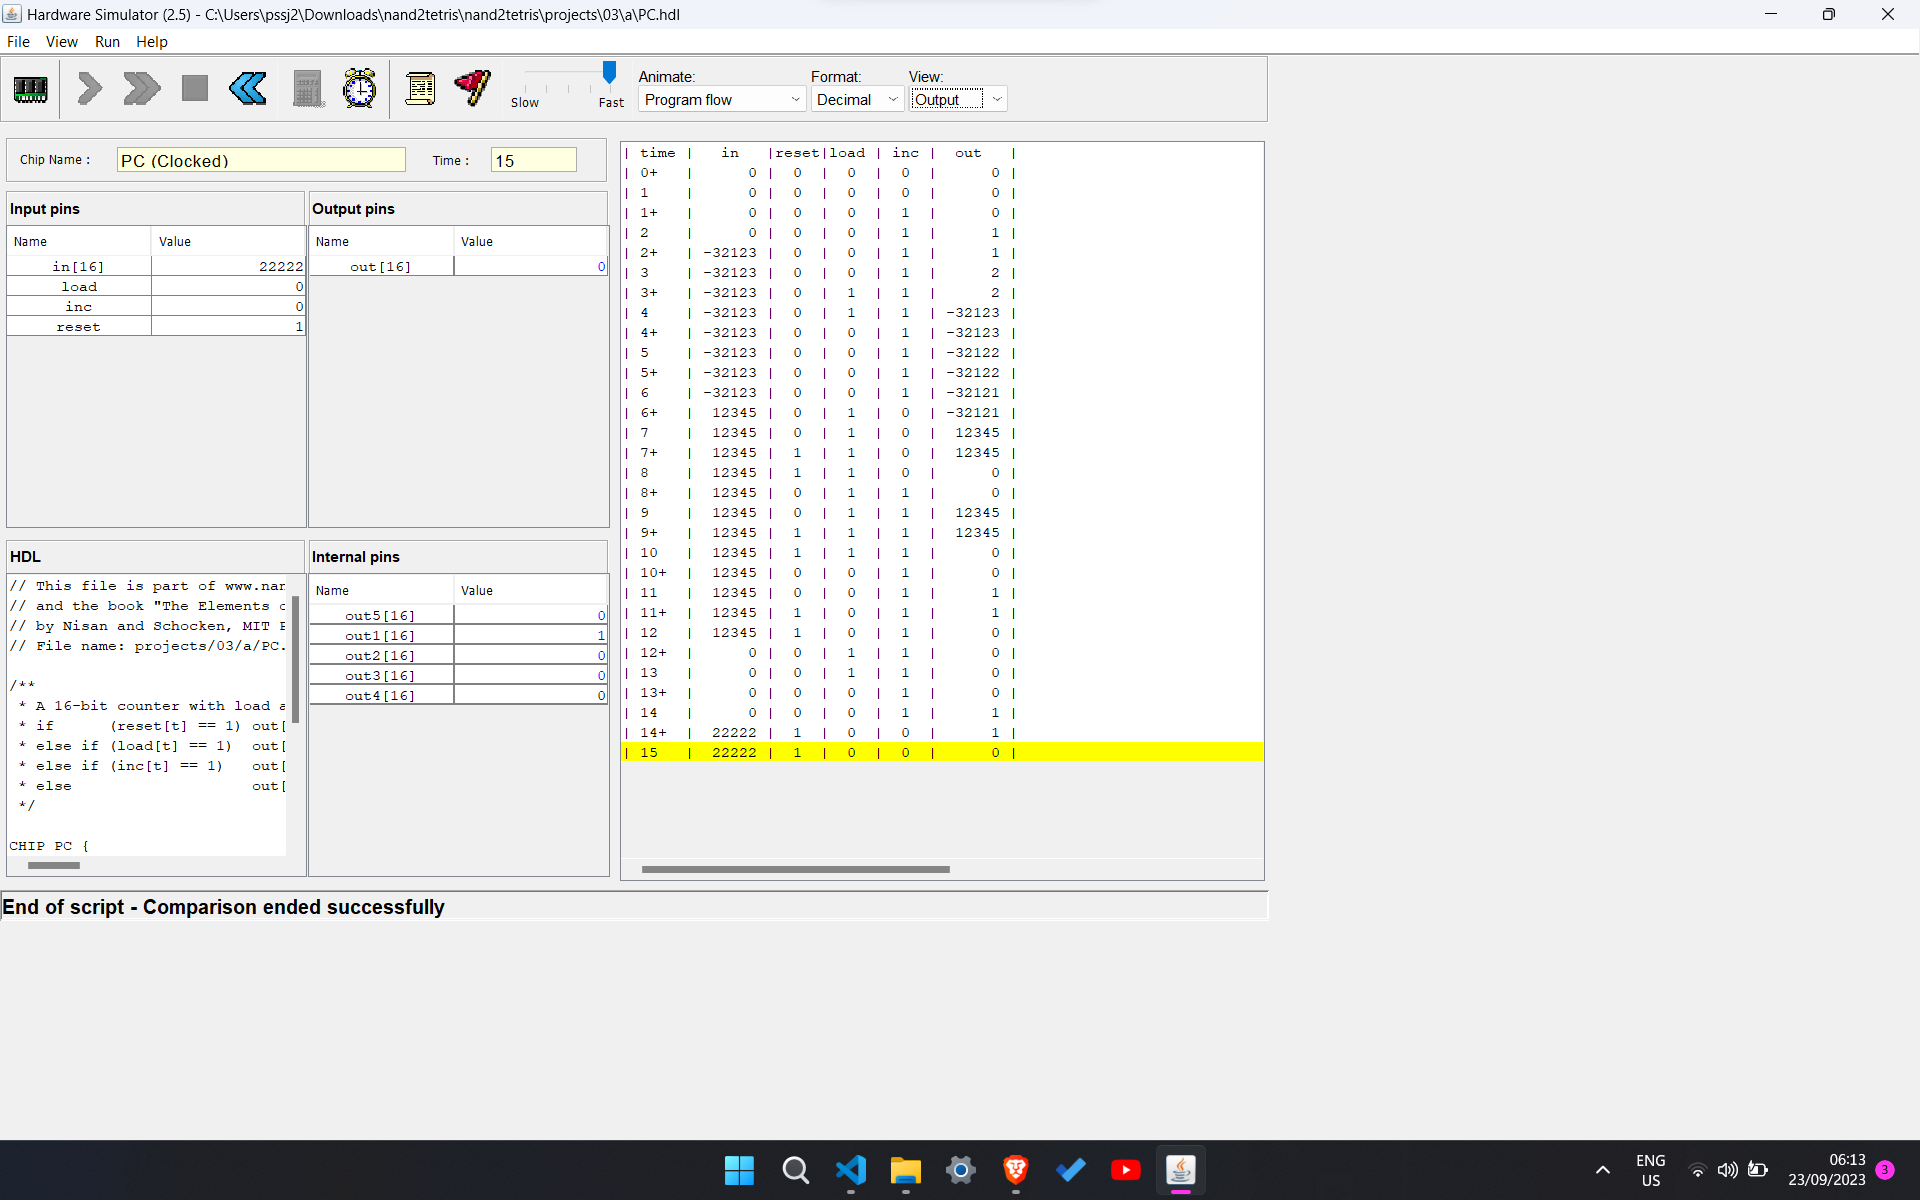 Hardware Simulator (2.5) - C:\Users\pssj2\Downloads\nand2tetris\nand2tetris\projects\03\a\PC.hdl
File View Run Help
Slow Fast
Animate: Format: View:
Program flow Decimal Output
Chip Name : PC (Clocked) Time : 15
Input pins
Name Value
in[16] 22222
load 0
inc 0
reset 1
Output pins
Name Value
out[16] 0
HDL
// This file is part of www.nan
// and the book "The Elements o
// by Nisan and Schocken, MIT P
// File name: projects/03/a/PC.
/**
* A 16-bit counter with load a
* if (reset[t] == 1) out[
* else if (load[t] == 1) out[
* else if (inc[t] == 1) out[
* else out[
*/
CHIP PC {
Internal pins
Name Value
out5[16] 0
out1[16] 1
out2[16] 0
out3[16] 0
out4[16] 0
| time | in |reset|load | inc | out |
| 0+ | 0 | 0 | 0 | 0 | 0 |
| 1 | 0 | 0 | 0 | 0 | 0 |
| 1+ | 0 | 0 | 0 | 1 | 0 |
| 2 | 0 | 0 | 0 | 1 | 1 |
| 2+ | -32123 | 0 | 0 | 1 | 1 |
| 3 | -32123 | 0 | 0 | 1 | 2 |
| 3+ | -32123 | 0 | 1 | 1 | 2 |
| 4 | -32123 | 0 | 1 | 1 | -32123 |
| 4+ | -32123 | 0 | 0 | 1 | -32123 |
| 5 | -32123 | 0 | 0 | 1 | -32122 |
| 5+ | -32123 | 0 | 0 | 1 | -32122 |
| 6 | -32123 | 0 | 0 | 1 | -32121 |
| 6+ | 12345 | 0 | 1 | 0 | -32121 |
| 7 | 12345 | 0 | 1 | 0 | 12345 |
| 7+ | 12345 | 1 | 1 | 0 | 12345 |
| 8 | 12345 | 1 | 1 | 0 | 0 |
| 8+ | 12345 | 0 | 1 | 1 | 0 |
| 9 | 12345 | 0 | 1 | 1 | 12345 |
| 9+ | 12345 | 1 | 1 | 1 | 12345 |
| 10 | 12345 | 1 | 1 | 1 | 0 |
| 10+ | 12345 | 0 | 0 | 1 | 0 |
| 11 | 12345 | 0 | 0 | 1 | 1 |
| 11+ | 12345 | 1 | 0 | 1 | 1 |
| 12 | 12345 | 1 | 0 | 1 | 0 |
| 12+ | 0 | 0 | 1 | 1 | 0 |
| 13 | 0 | 0 | 1 | 1 | 0 |
| 13+ | 0 | 0 | 0 | 1 | 0 |
| 14 | 0 | 0 | 0 | 1 | 1 |
| 14+ | 22222 | 1 | 0 | 0 | 1 |
| 15 | 22222 | 1 | 0 | 0 | 0 |
End of script - Comparison ended successfully
ENG
US
06:13
23/09/2023
3